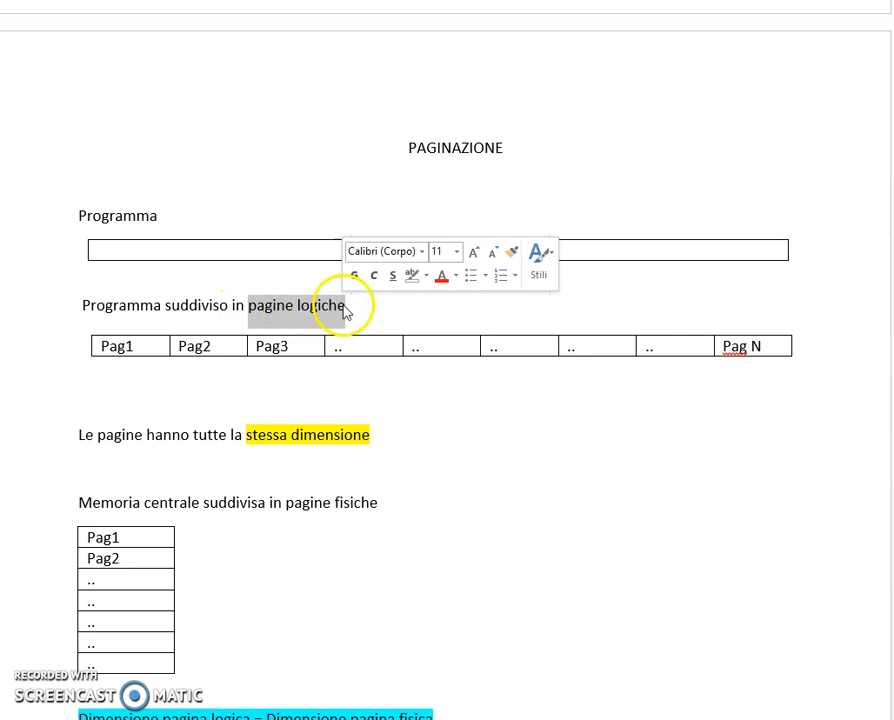 PAGINAZIONE
Programma
Calibri (Corpo) 11 A A A
G C S ab A Stili
Programma suddiviso in pagine logiche
Pag1 Pag2 Pag3 .. .. .. .. .. Pag N
Le pagine hanno tutte la stessa dimensione
Memoria centrale suddivisa in pagine fisiche
Pag1
Pag2
..
..
..
..
..
RECORDED WITH
SCREENCAST MATIC
Dimensione pagina logica = Dimensione pagina fisica